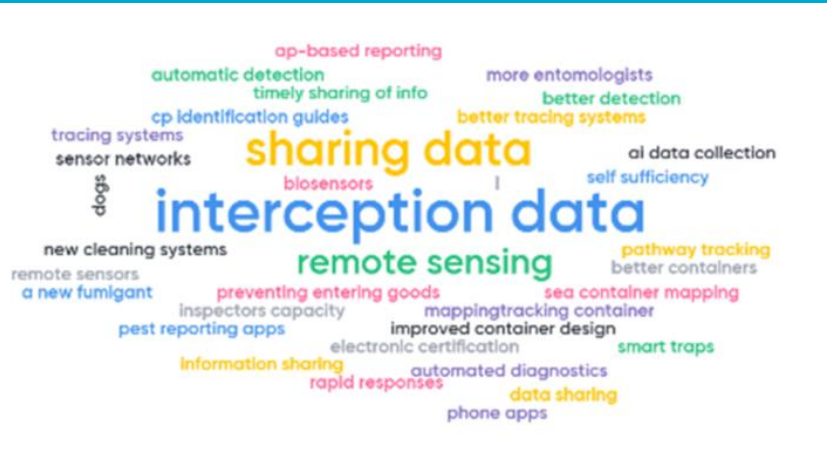 ap-based reporting
automatic detection
more entomologists
timely sharing of info
better detection
cp identification guides
better tracing systems
tracing systems
sharing data
ai data collection
sensor networks
biosensors
l
self sufficiency
dogs
interception data
new cleaning systems
pathway tracking
remote sensing
better containers
remote sensors
a new fumigant
preventing entering goods
sea container mapping
inspectors capacity
mappingtracking container
pest reporting apps
improved container design
electronic certification
smart traps
information sharing
automated diagnostics
rapid responses
data sharing
phone apps